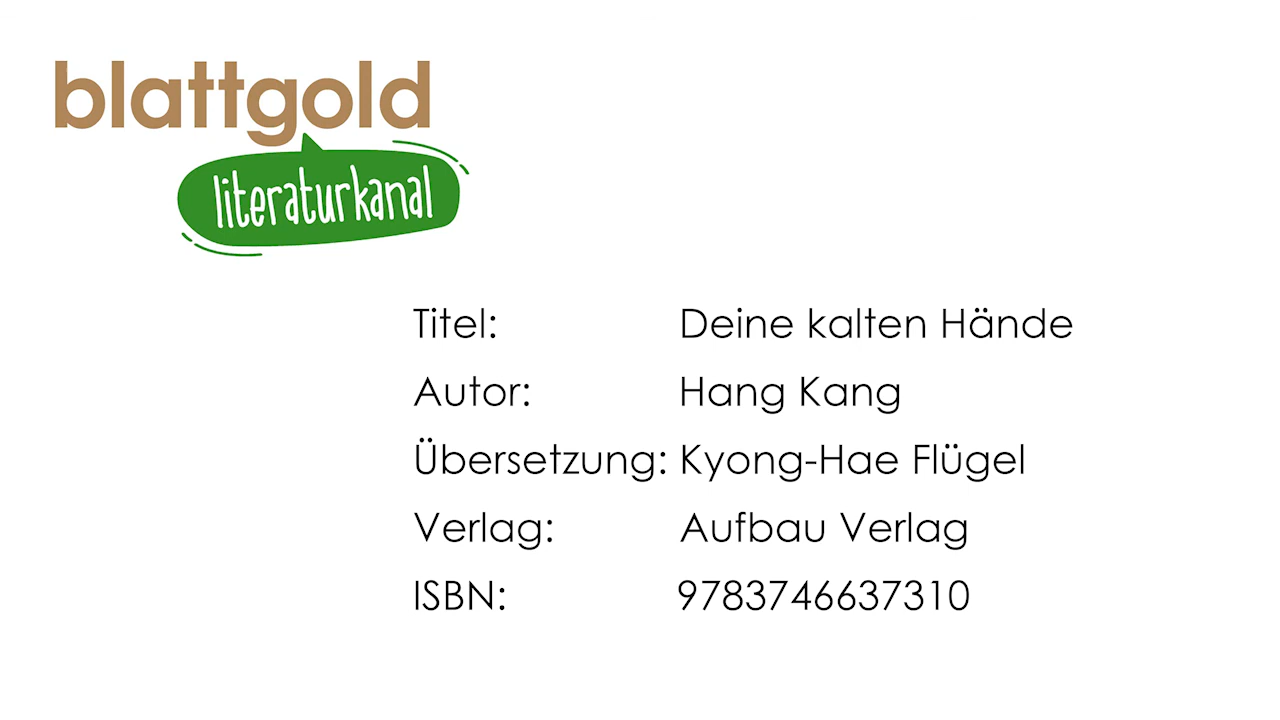 blattgold
literaturkanal
Titel: Deine kalten Hände
Autor: Hang Kang
Übersetzung: Kyong-Hae Flügel
Verlag: Aufbau Verlag
ISBN: 9783746637310